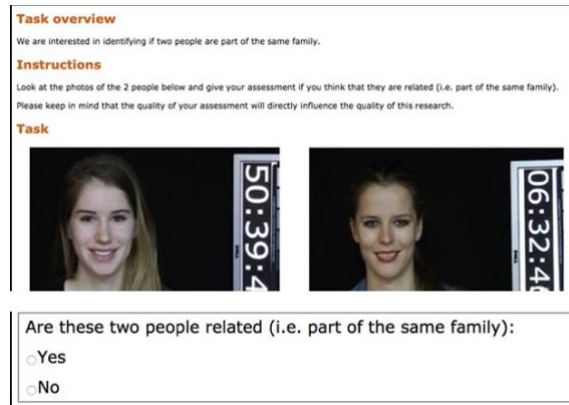 Task overview
We are interested in identifying if two people are part of the same family.
Instructions
Look at the photos of the 2 people below and give your assessment if you think that they are related (i.e. part of the same family).
Please keep in mind that the quality of your assessment will directly influence the quality of this research.
Task
50:39:4
06:32:4
Are these two people related (i.e. part of the same family):
Yes
No